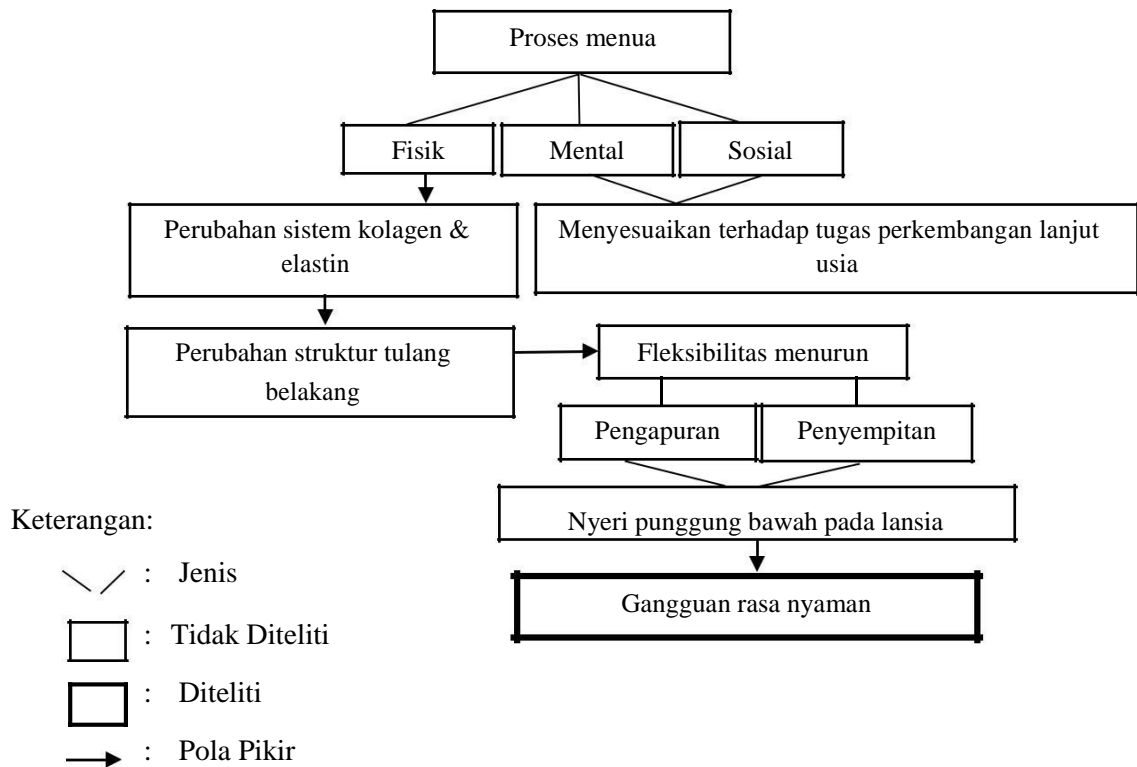 Proses menua
Fisik
Mental
Sosial
Perubahan sistem kolagen &
elastin
Menyesuaikan terhadap tugas perkembangan lanjut
usia
Perubahan struktur tulang
belakang
Fleksibilitas menurun
Pengapuran
Penyempitan
Nyeri punggung bawah pada lansia
Gangguan rasa nyaman
Keterangan:
: Jenis
: Tidak Diteliti
: Diteliti
: Pola Pikir